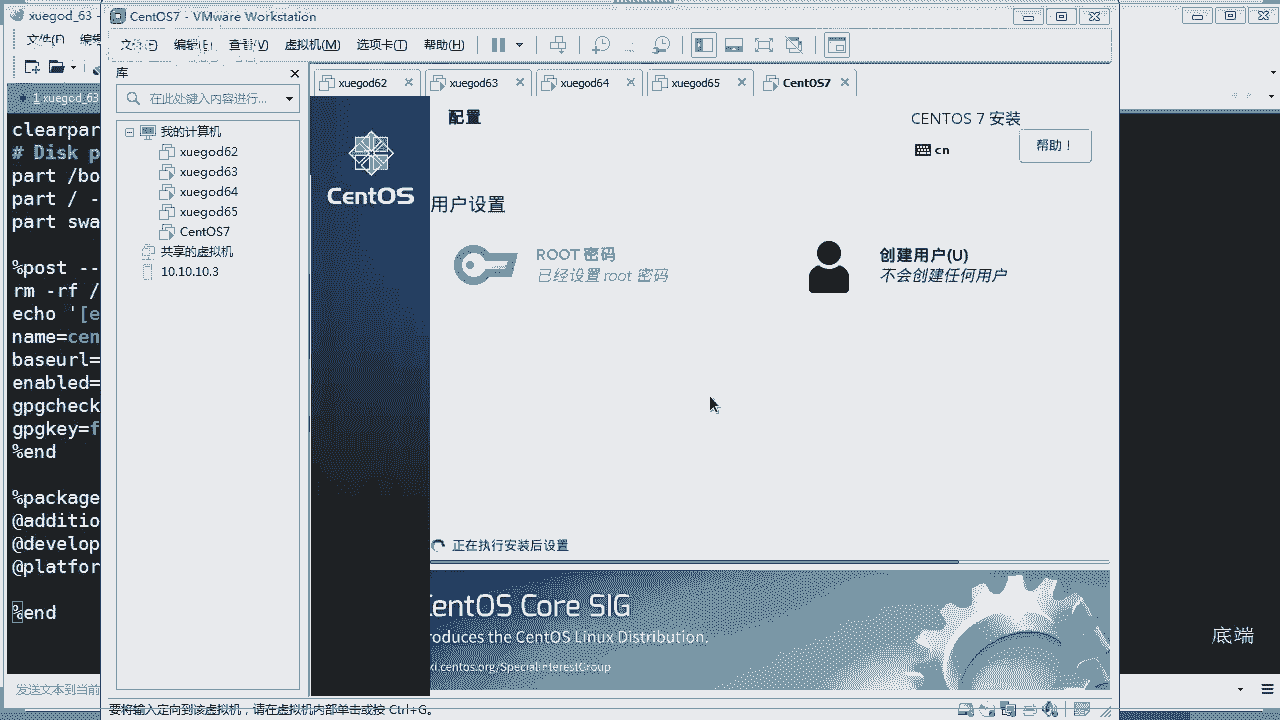 xuegod_63 -
CentOS7 - VMware Workstation
文件(F) 编辑
文件(F) 编辑(E) 查看(V) 虚拟机(M) 选项卡(T) 帮助(H)
库
在此处键入内容进行...
我的计算机
xuegod62
xuegod63
xuegod64
xuegod65
CentOS7
共享的虚拟机
10.10.10.3
xuegod62 xuegod63 xuegod64 xuegod65 CentOS7
1 xuegod_63
clearpar
# Disk p
part /bo
part / -
part swa
%post --
rm -rf /
echo '[e
name=cen
baseurl=
enabled=
gpgcheck
gpgkey=f
%end
%package
@additio
@develop
@platfor
%end
发送文本到当前
CentOS
配置
CENTOS 7 安装
cn
帮助！
用户设置
ROOT 密码
已经设置 root 密码
创建用户(U)
不会创建任何用户
正在执行安装后设置
CentOS Core SIG
roduces the CentOS Linux Distribution.
ki.centos.org/SpecialInterestGroup
底端
要将输入定向到该虚拟机，请在虚拟机内部单击或按 Ctrl+G。